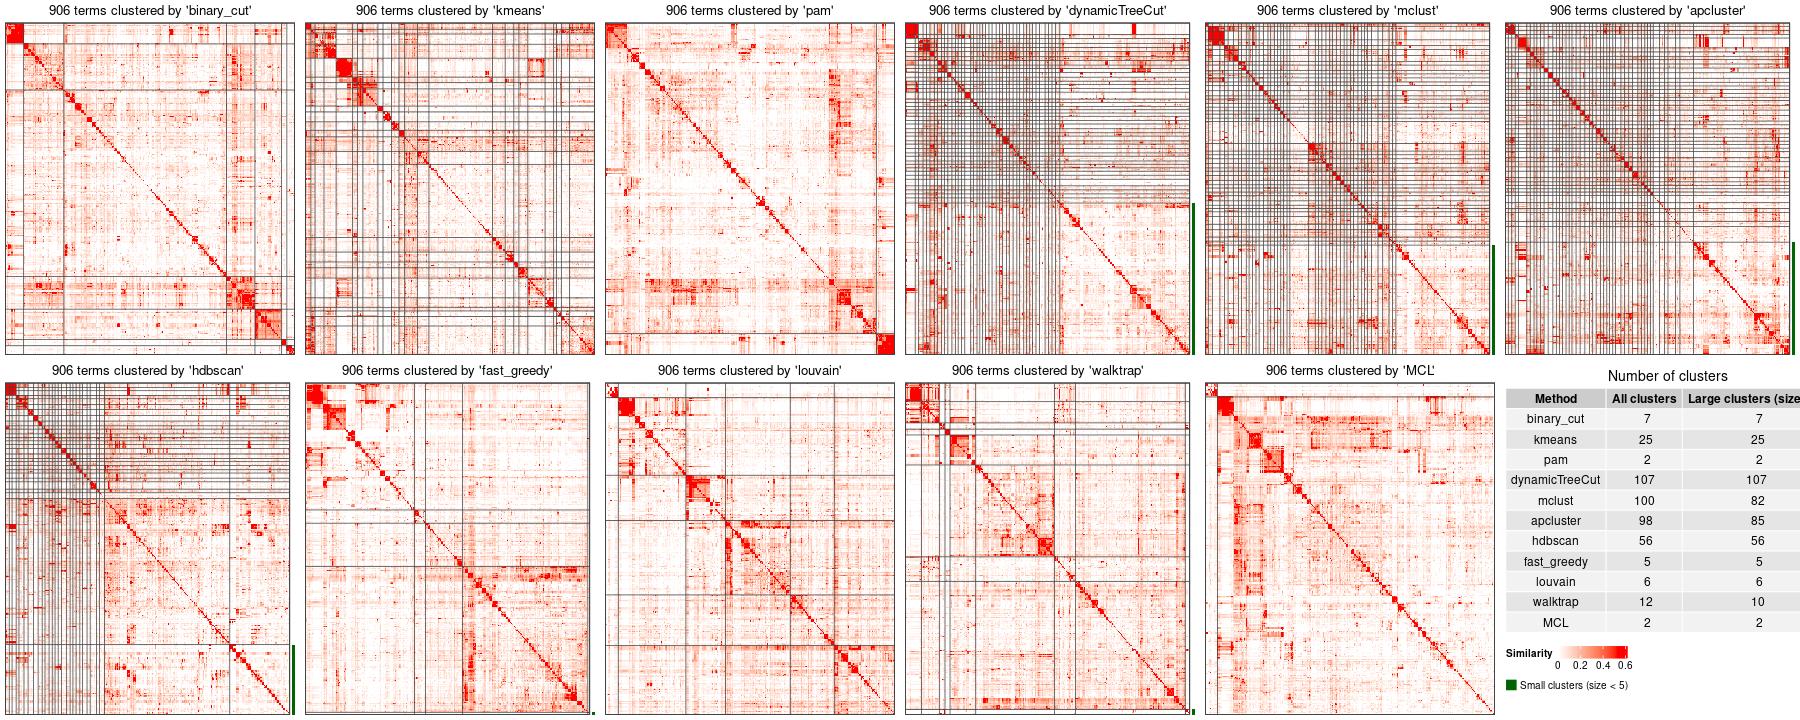 906 terms clustered by 'binary_cut'
906 terms clustered by 'kmeans'
906 terms clustered by 'pam'
906 terms clustered by 'dynamicTreeCut'
906 terms clustered by 'mclust'
906 terms clustered by 'apcluster'
906 terms clustered by 'hdbscan'
906 terms clustered by 'fast_greedy'
906 terms clustered by 'louvain'
906 terms clustered by 'walktrap'
906 terms clustered by 'MCL'
Number of clusters
Method All clusters Large clusters (size
binary_cut 7 7
kmeans 25 25
pam 2 2
dynamicTreeCut 107 107
mclust 100 82
apcluster 98 85
hdbscan 56 56
fast_greedy 5 5
louvain 6 6
walktrap 12 10
MCL 2 2
Similarity
0 0.2 0.4 0.6
Small clusters (size < 5)